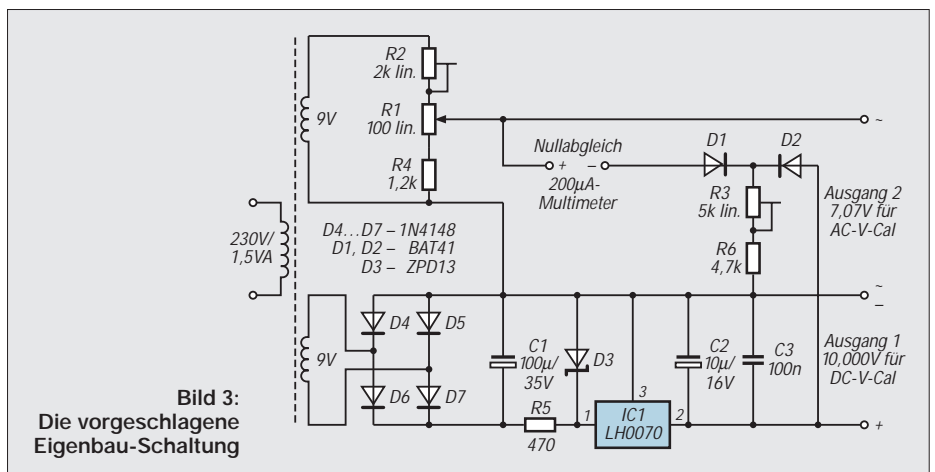 R2
2k lin.
9V
R1
100 lin.
~
Nullabgleich
D1
D2
+
–
R4
1,2k
200µA-
Multimeter
R3
5k lin.
Ausgang 2
7,07V für
AC-V-Cal
230V/
1,5VA
D4...D7 – 1N4148
D1, D2 – BAT41
D3 – ZPD13
R6
4,7k
~
–
D4
D5
9V
C1
100µ/
35V
D3
C2
10µ/
16V
C3
100n
Ausgang 1
10,000V für
DC-V-Cal
D6
D7
3
R5
470
1
IC1
LH0070
2
+
Bild 3:
Die vorgeschlagene
Eigenbau-Schaltung